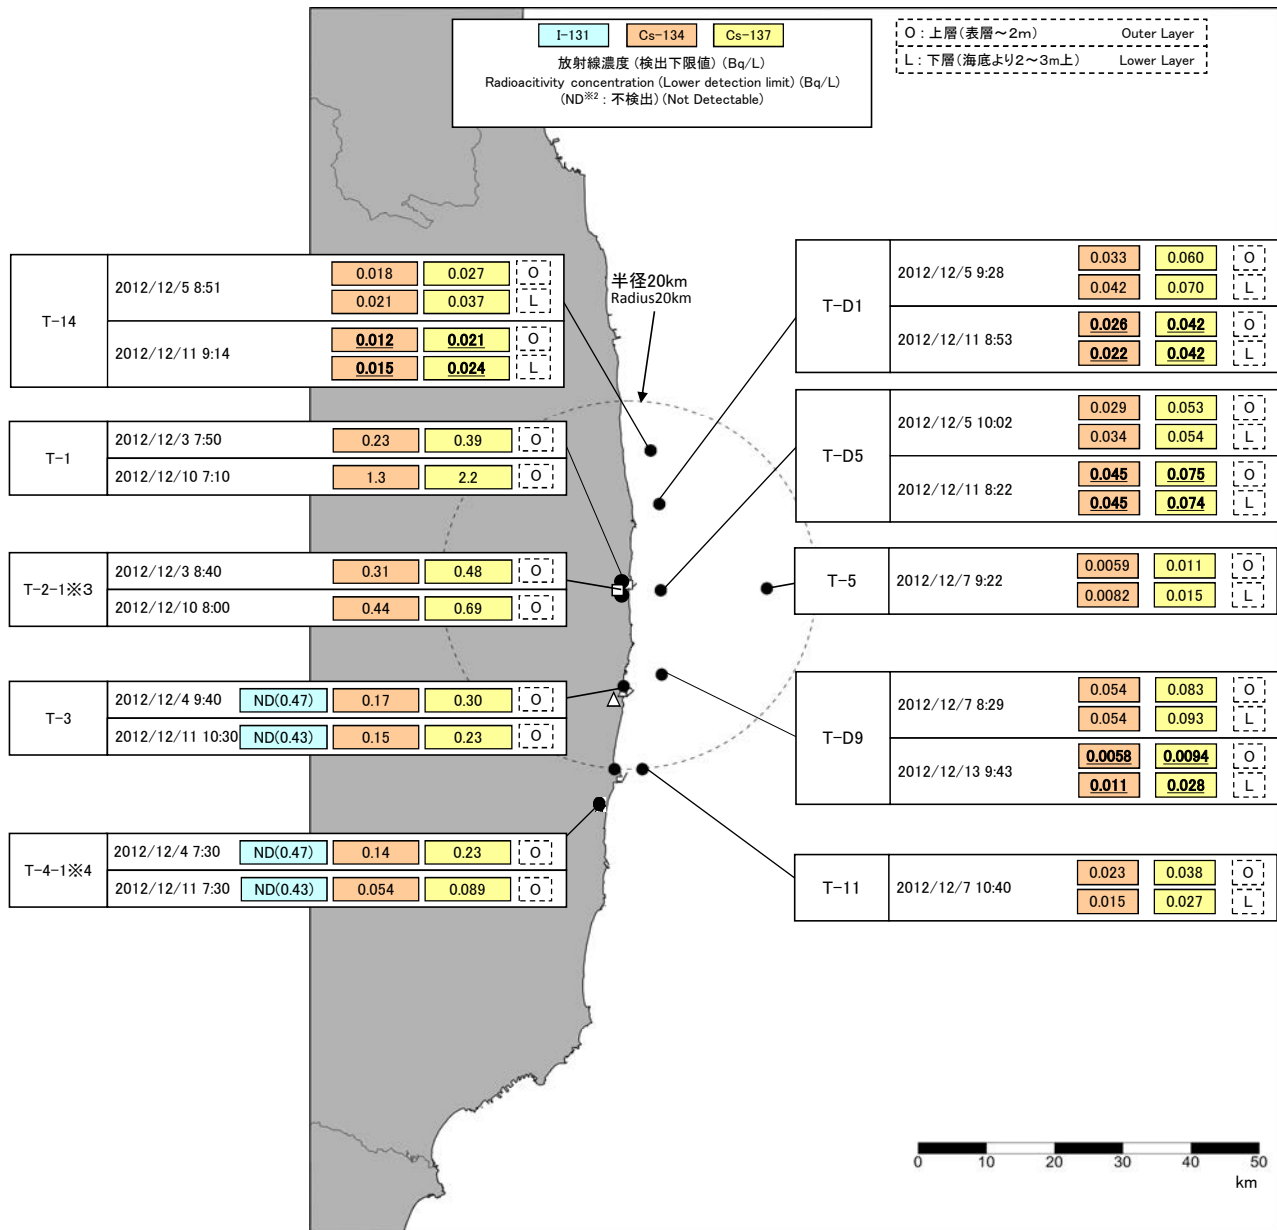 I-131 Cs-134 Cs-137
放射線濃度 (検出下限値) (Bq/L)
Radioacitivity concentration (Lower detection limit) (Bq/L)
(ND※2 : 不検出) (Not Detectable)
O : 上層(表層～2m) Outer Layer
L : 下層(海底より2～3m上) Lower Layer
半径20km
Radius20km
T-14
2012/12/5 8:51
0.018 0.027 O
0.021 0.037 L
2012/12/11 9:14
0.012 0.021 O
0.015 0.024 L
T-1
2012/12/3 7:50 0.23 0.39 O
2012/12/10 7:10 1.3 2.2 O
T-2-1※3
2012/12/3 8:40 0.31 0.48 O
2012/12/10 8:00 0.44 0.69 O
T-3
2012/12/4 9:40 ND(0.47) 0.17 0.30 O
2012/12/11 10:30 ND(0.43) 0.15 0.23 O
T-4-1※4
2012/12/4 7:30 ND(0.47) 0.14 0.23 O
2012/12/11 7:30 ND(0.43) 0.054 0.089 O
T-D1
2012/12/5 9:28
0.033 0.060 O
0.042 0.070 L
2012/12/11 8:53
0.026 0.042 O
0.022 0.042 L
T-D5
2012/12/5 10:02
0.029 0.053 O
0.034 0.054 L
2012/12/11 8:22
0.045 0.075 O
0.045 0.074 L
T-5
2012/12/7 9:22
0.0059 0.011 O
0.0082 0.015 L
T-D9
2012/12/7 8:29
0.054 0.083 O
0.054 0.093 L
2012/12/13 9:43
0.0058 0.0094 O
0.011 0.028 L
T-11
2012/12/7 10:40
0.023 0.038 O
0.015 0.027 L
0 10 20 30 40 50
km